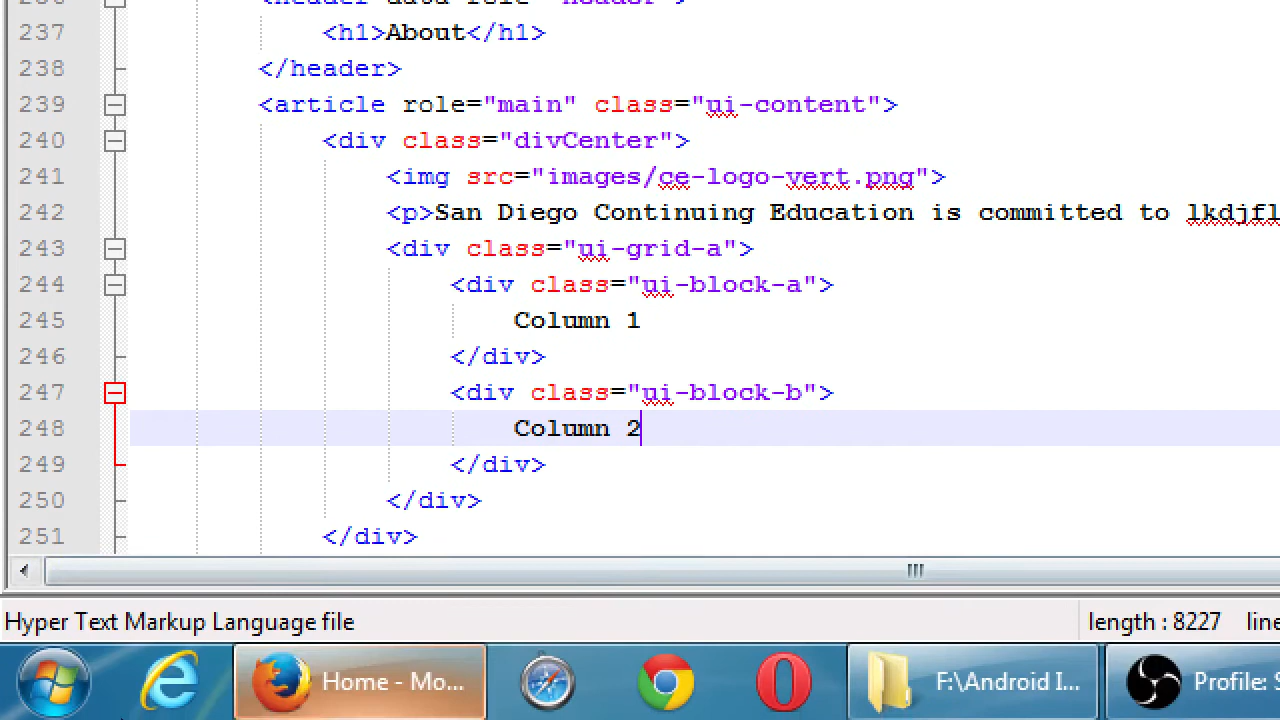 237 <h1>About</h1>
238 </header>
239 <article role="main" class="ui-content">
240 <div class="divCenter">
241 <img src="images/ce-logo-vert.png">
242 <p>San Diego Continuing Education is committed to lkdjfl
243 <div class="ui-grid-a">
244 <div class="ui-block-a">
245 Column 1
246 </div>
247 <div class="ui-block-b">
248 Column 2
249 </div>
250 </div>
251 </div>
Hyper Text Markup Language file length : 8227 line
Home - Mo... F:\Android I... Profile: S